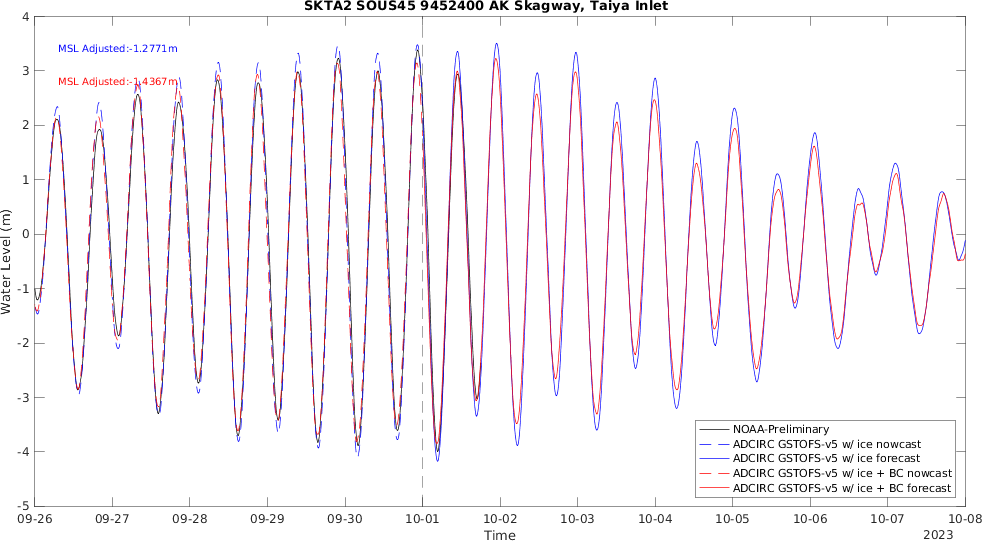 SKTA2 SOUS45 9452400 AK Skagway, Taiya Inlet
MSL Adjusted:-1.2771m
MSL Adjusted:-1.4367m
Water Level (m)
4
3
2
1
0
-1
-2
-3
-4
-5
NOAA-Preliminary
ADCIRC GSTOFS-v5 w/ ice nowcast
ADCIRC GSTOFS-v5 w/ ice forecast
ADCIRC GSTOFS-v5 w/ ice + BC nowcast
ADCIRC GSTOFS-v5 w/ ice + BC forecast
09-26 09-27 09-28 09-29 09-30 10-01 10-02 10-03 10-04 10-05 10-06 10-07 10-08
Time
2023